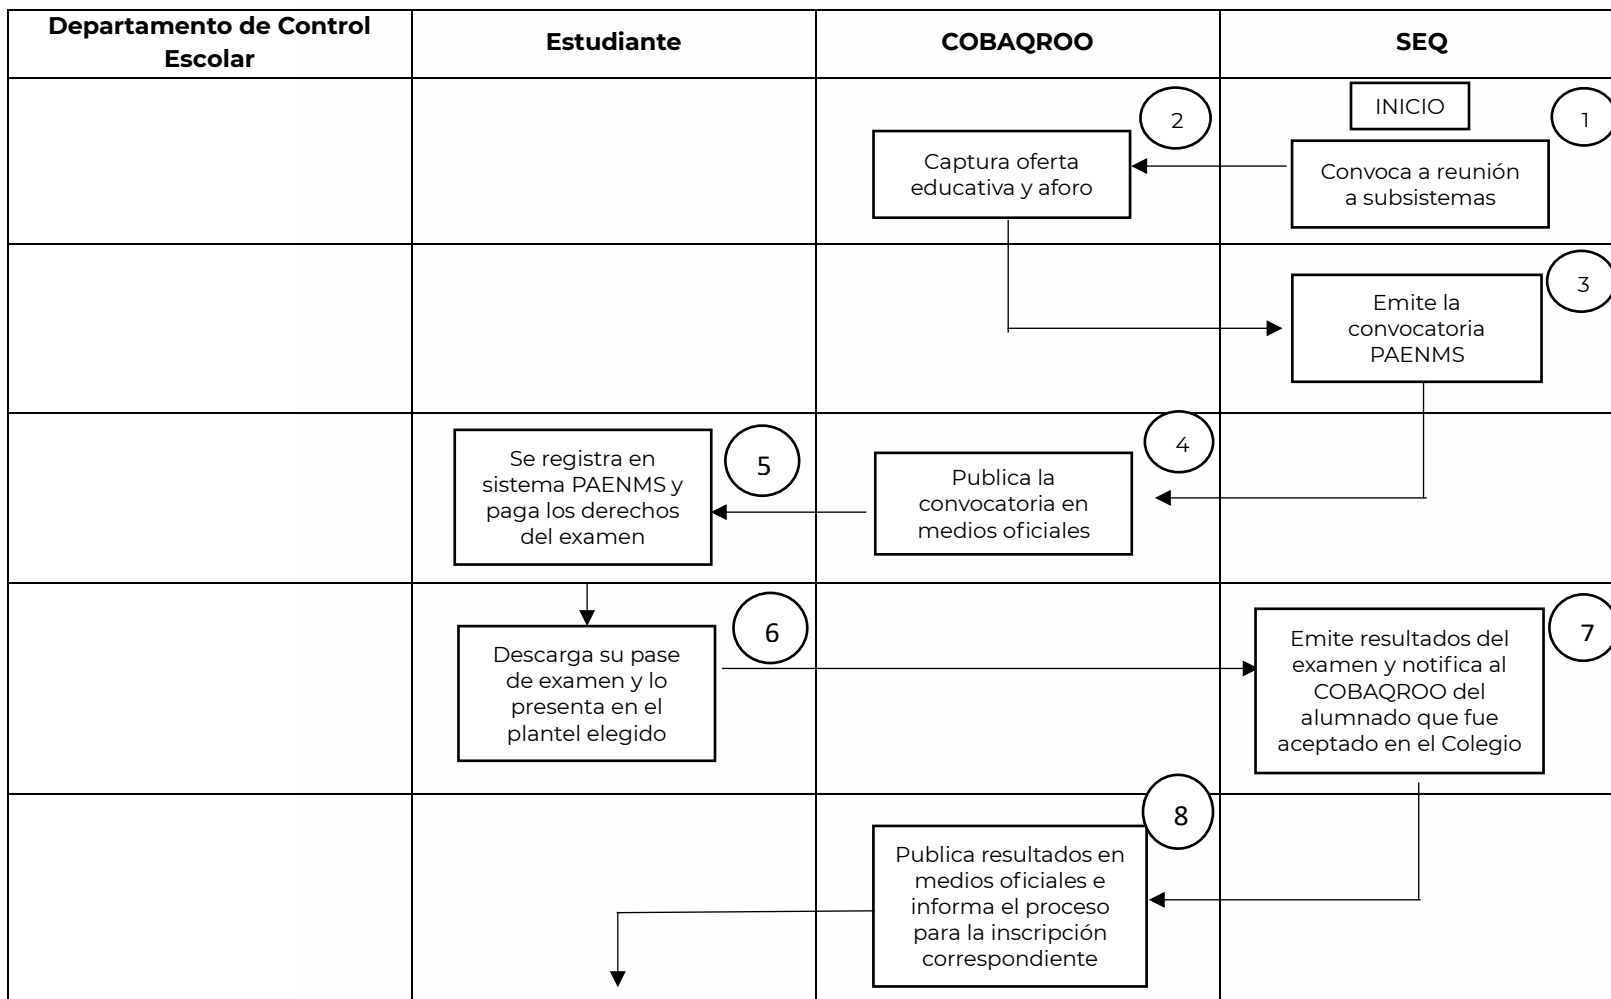 Departamento de Control
Escolar
Estudiante
COBAQROO
SEQ
INICIO
1
Convoca a reunión
a subsistemas
2
Captura oferta
educativa y aforo
3
Emite la
convocatoria
PAENMS
4
Publica la
convocatoria en
medios oficiales
5
Se registra en
sistema PAENMS y
paga los derechos
del examen
6
Descarga su pase
de examen y lo
presenta en el
plantel elegido
7
Emite resultados del
examen y notifica al
COBAQROO del
alumnado que fue
aceptado en el Colegio
8
Publica resultados en
medios oficiales e
informa el proceso
para la inscripción
correspondiente